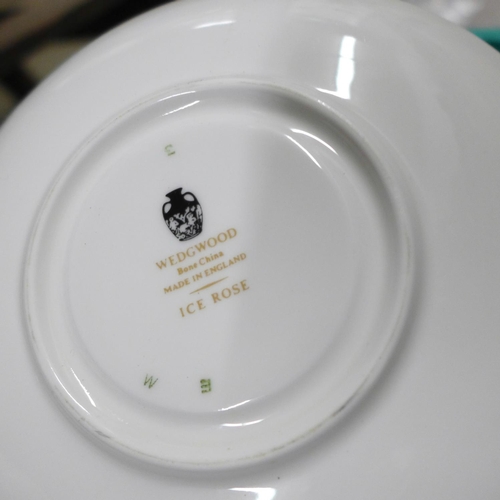 WEDGWOOD
Bone China
MADE IN ENGLAND
ICE ROSE